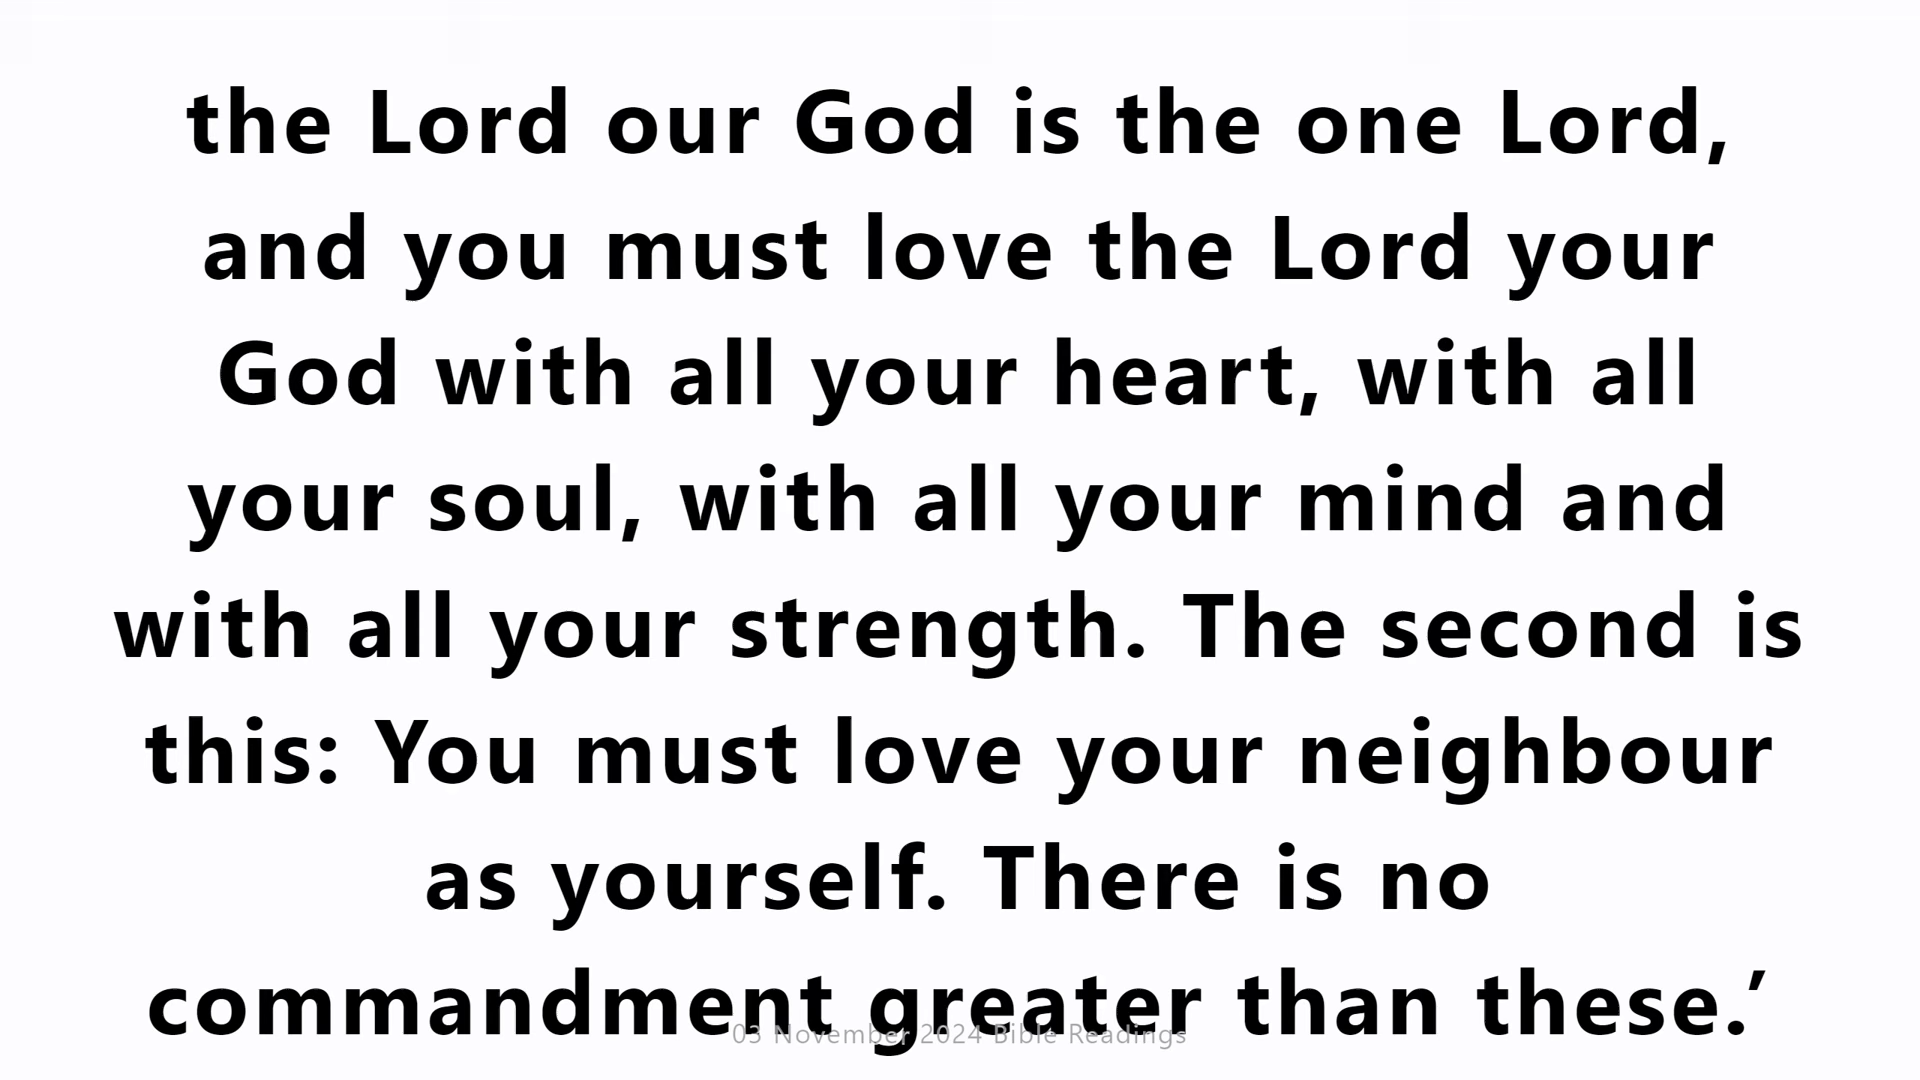 the Lord our God is the one Lord,
and you must love the Lord your
God with all your heart, with all
your soul, with all your mind and
with all your strength. The second is
this: You must love your neighbour
as yourself. There is no
commandment greater than these.’
03 November 2024 Bible Readings